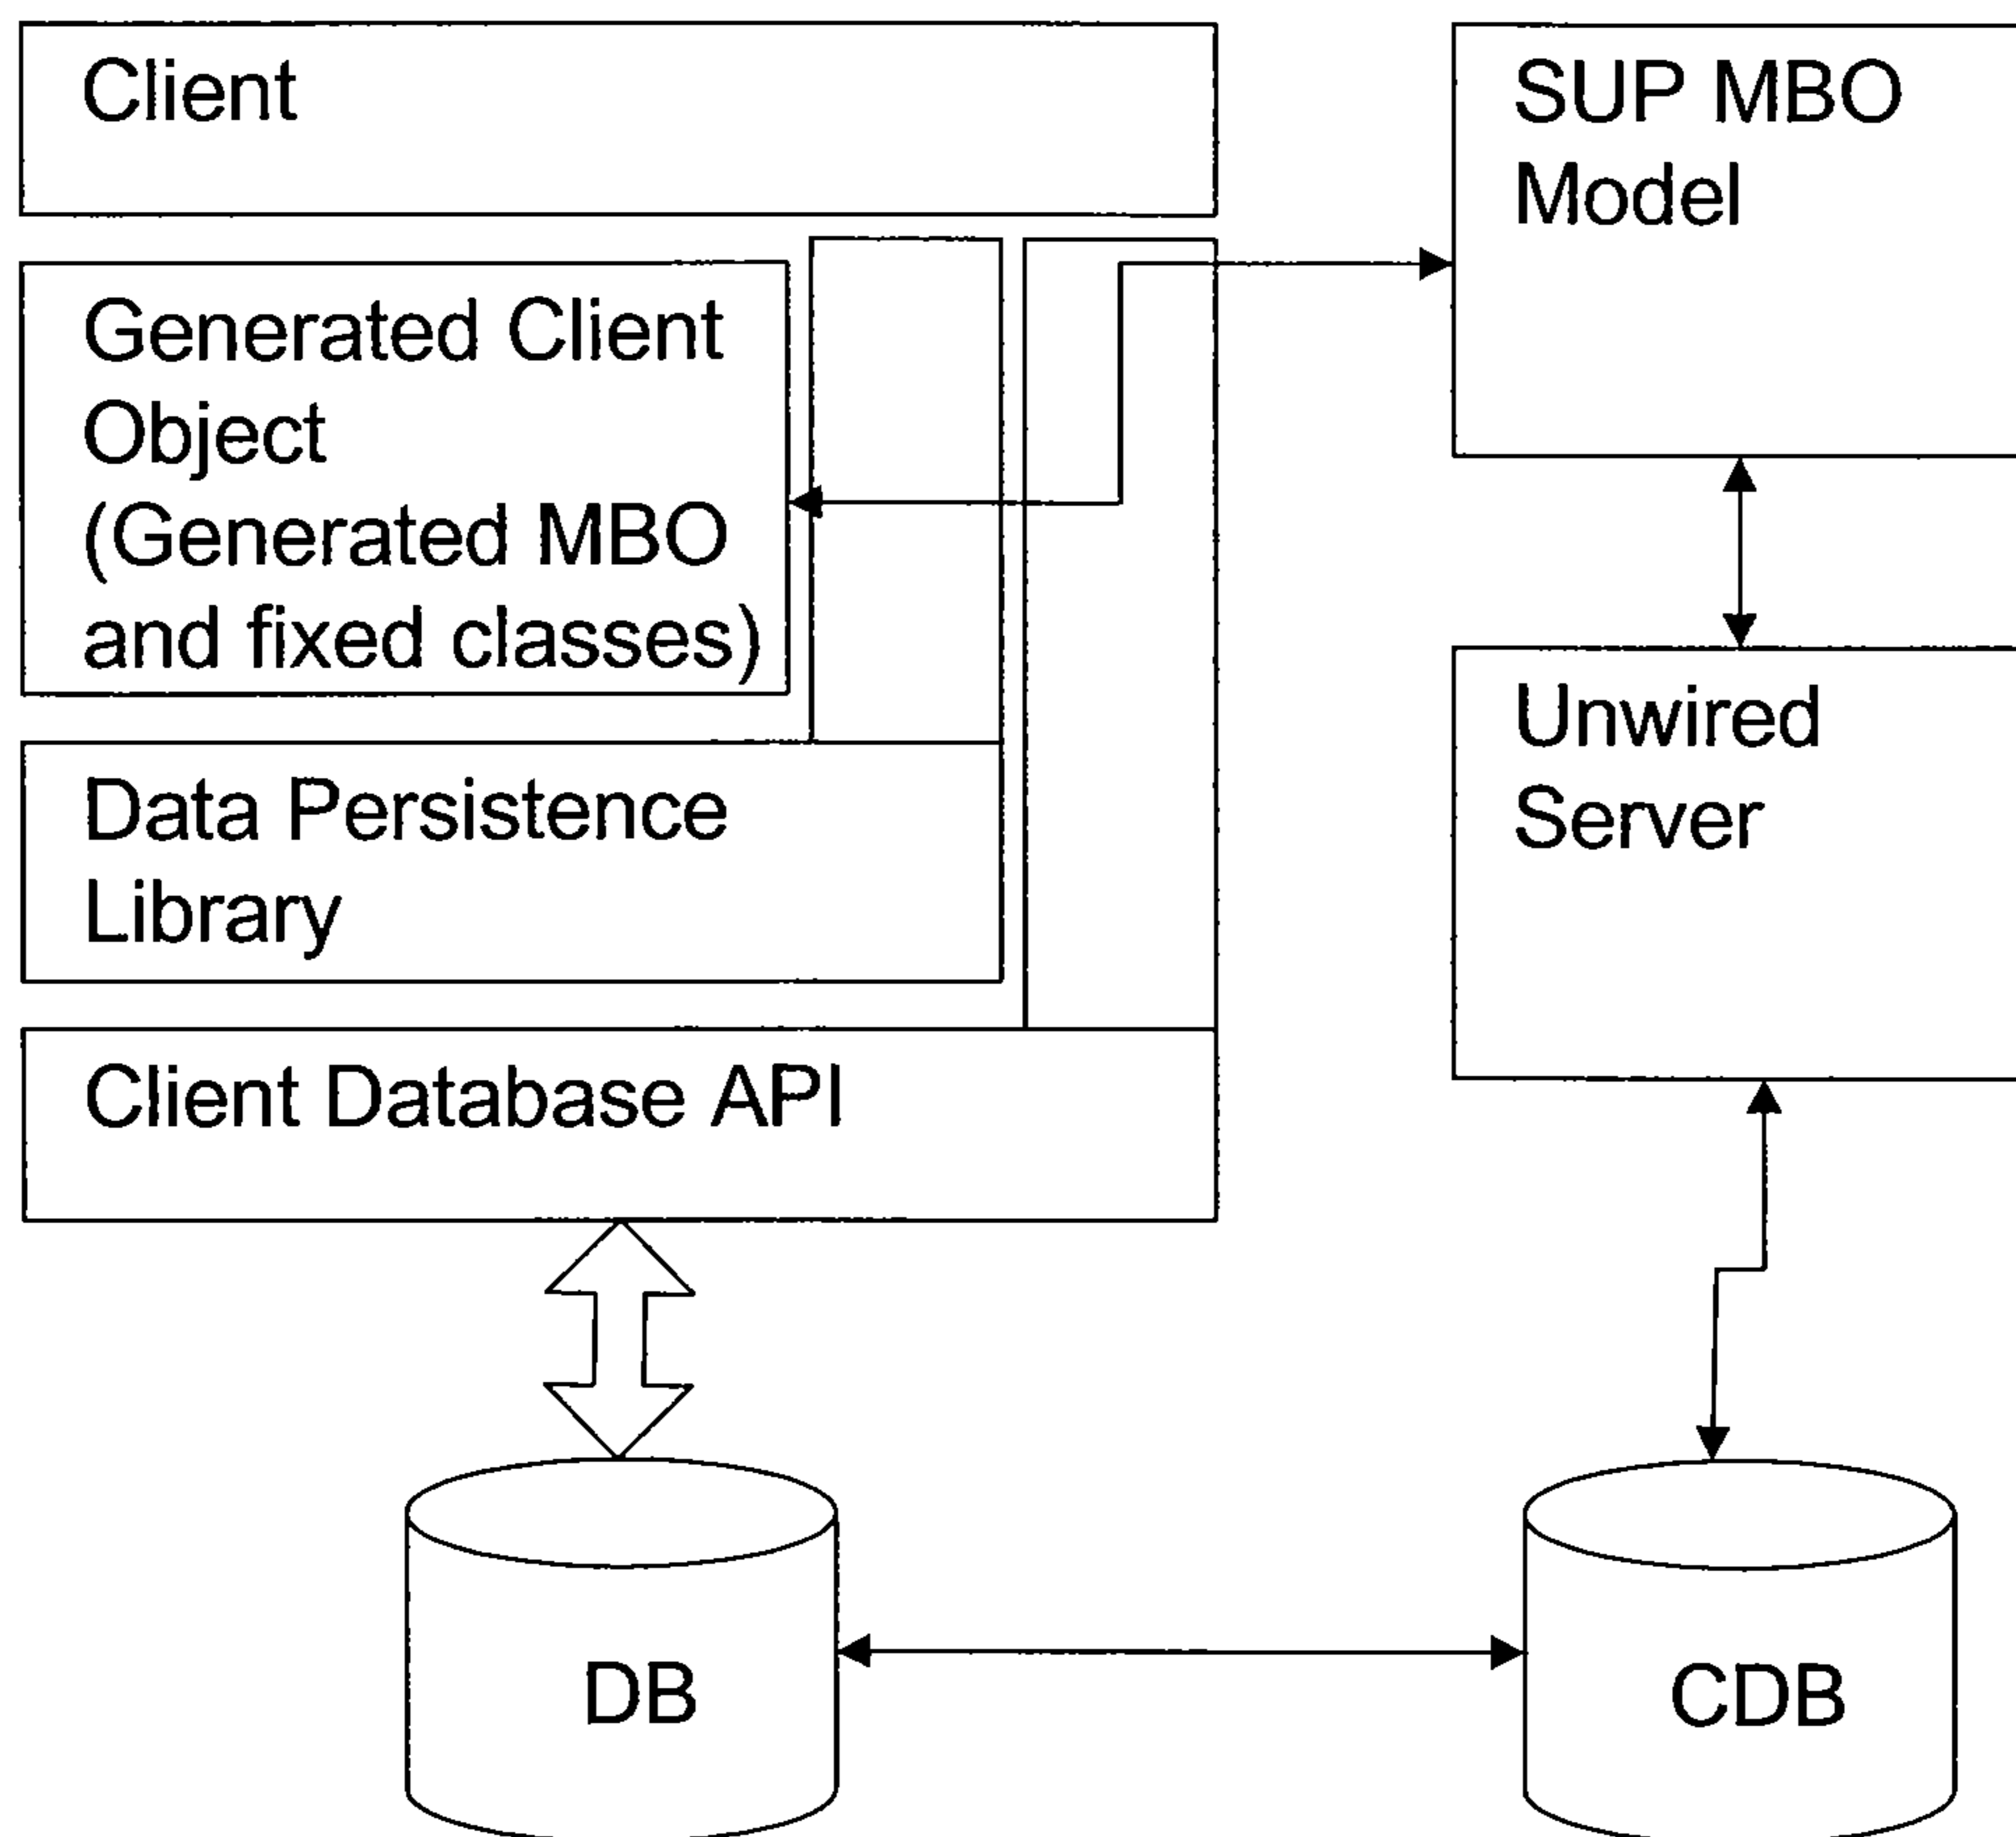 Client
Generated Client
Object
(Generated MBO
and fixed classes)
Data Persistence
Library
Client Database API
DB
SUP MBO
Model
Unwired
Server
CDB